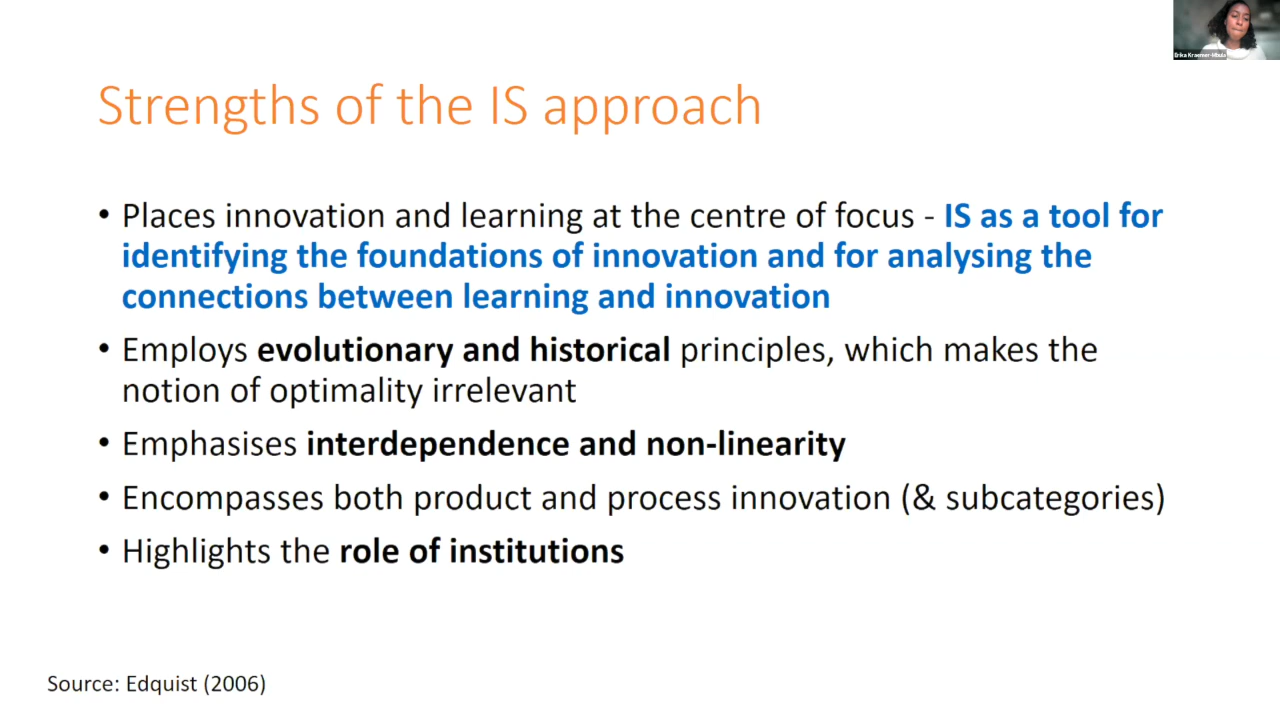 Erika Kraemer-Mbula
Strengths of the IS approach
• Places innovation and learning at the centre of focus - IS as a tool for
identifying the foundations of innovation and for analysing the
connections between learning and innovation
• Employs evolutionary and historical principles, which makes the
notion of optimality irrelevant
• Emphasises interdependence and non-linearity
• Encompasses both product and process innovation (& subcategories)
• Highlights the role of institutions
Source: Edquist (2006)